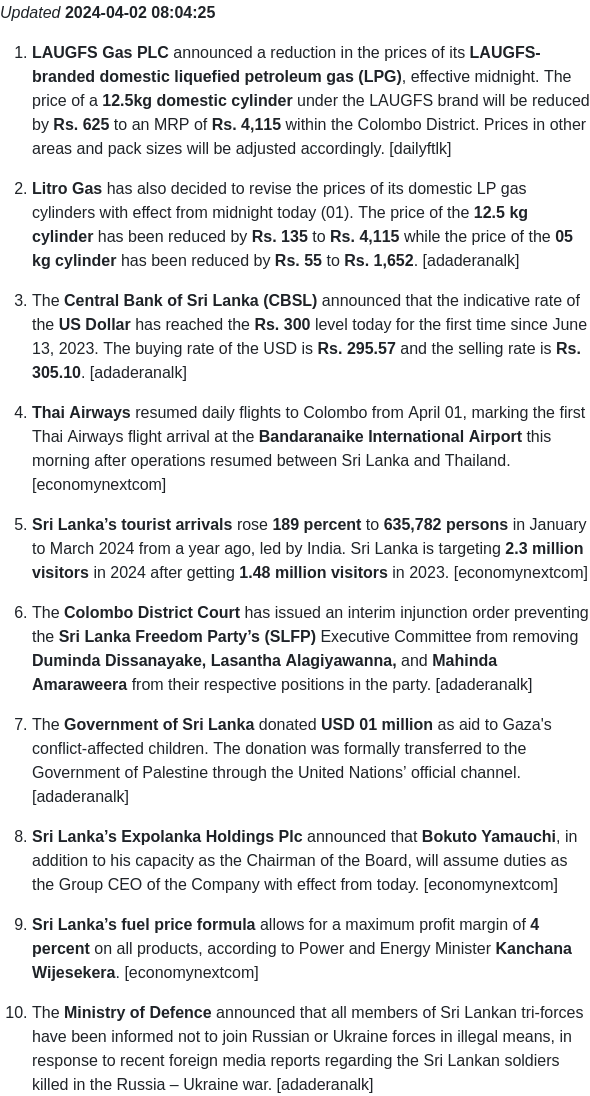 Updated 2024-04-02 08:04:25
1. LAUGFS Gas PLC announced a reduction in the prices of its LAUGFS-
branded domestic liquefied petroleum gas (LPG), effective midnight. The
price of a 12.5kg domestic cylinder under the LAUGFS brand will be reduced
by Rs. 625 to an MRP of Rs. 4,115 within the Colombo District. Prices in other
areas and pack sizes will be adjusted accordingly. [dailyftlk]
2. Litro Gas has also decided to revise the prices of its domestic LP gas
cylinders with effect from midnight today (01). The price of the 12.5 kg
cylinder has been reduced by Rs. 135 to Rs. 4,115 while the price of the 05
kg cylinder has been reduced by Rs. 55 to Rs. 1,652. [adaderanalk]
3. The Central Bank of Sri Lanka (CBSL) announced that the indicative rate of
the US Dollar has reached the Rs. 300 level today for the first time since June
13, 2023. The buying rate of the USD is Rs. 295.57 and the selling rate is Rs.
305.10. [adaderanalk]
4. Thai Airways resumed daily flights to Colombo from April 01, marking the first
Thai Airways flight arrival at the Bandaranaike International Airport this
morning after operations resumed between Sri Lanka and Thailand.
[economynextcom]
5. Sri Lanka’s tourist arrivals rose 189 percent to 635,782 persons in January
to March 2024 from a year ago, led by India. Sri Lanka is targeting 2.3 million
visitors in 2024 after getting 1.48 million visitors in 2023. [economynextcom]
6. The Colombo District Court has issued an interim injunction order preventing
the Sri Lanka Freedom Party’s (SLFP) Executive Committee from removing
Duminda Dissanayake, Lasantha Alagiyawanna, and Mahinda
Amaraweera from their respective positions in the party. [adaderanalk]
7. The Government of Sri Lanka donated USD 01 million as aid to Gaza's
conflict-affected children. The donation was formally transferred to the
Government of Palestine through the United Nations’ official channel.
[adaderanalk]
8. Sri Lanka’s Expolanka Holdings Plc announced that Bokuto Yamauchi, in
addition to his capacity as the Chairman of the Board, will assume duties as
the Group CEO of the Company with effect from today. [economynextcom]
9. Sri Lanka’s fuel price formula allows for a maximum profit margin of 4
percent on all products, according to Power and Energy Minister Kanchana
Wijesekera. [economynextcom]
10. The Ministry of Defence announced that all members of Sri Lankan tri-forces
have been informed not to join Russian or Ukraine forces in illegal means, in
response to recent foreign media reports regarding the Sri Lankan soldiers
killed in the Russia – Ukraine war. [adaderanalk]